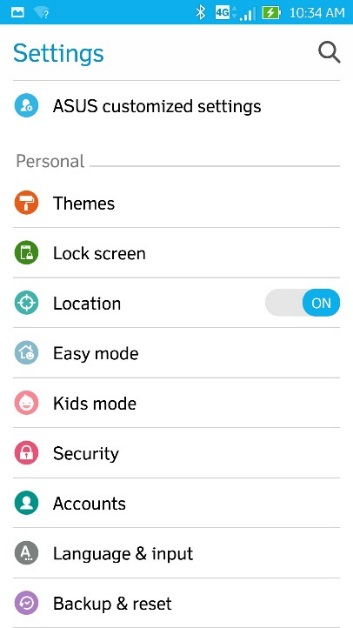 4G 10:34 AM
Settings
ASUS customized settings
Personal
Themes
Lock screen
Location ON
Easy mode
Kids mode
Security
Accounts
A... Language & input
Backup & reset